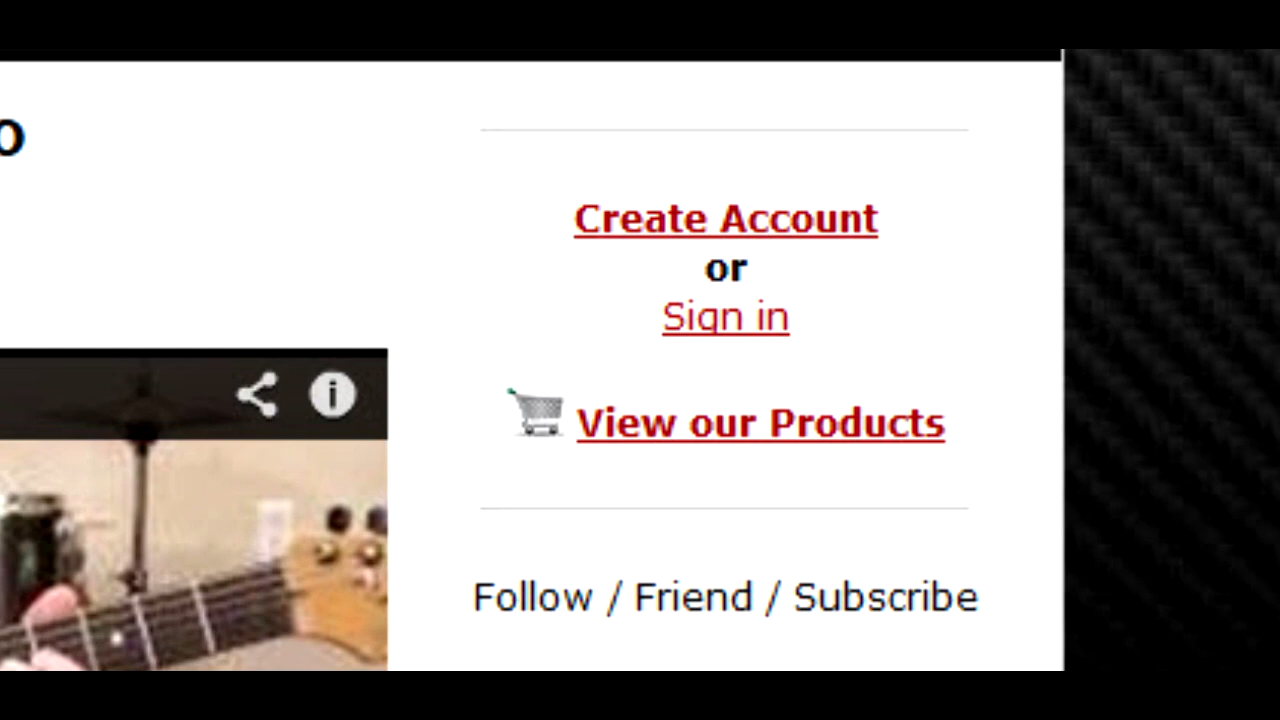 o
Create Account
or
Sign in
View our Products
Follow / Friend / Subscribe